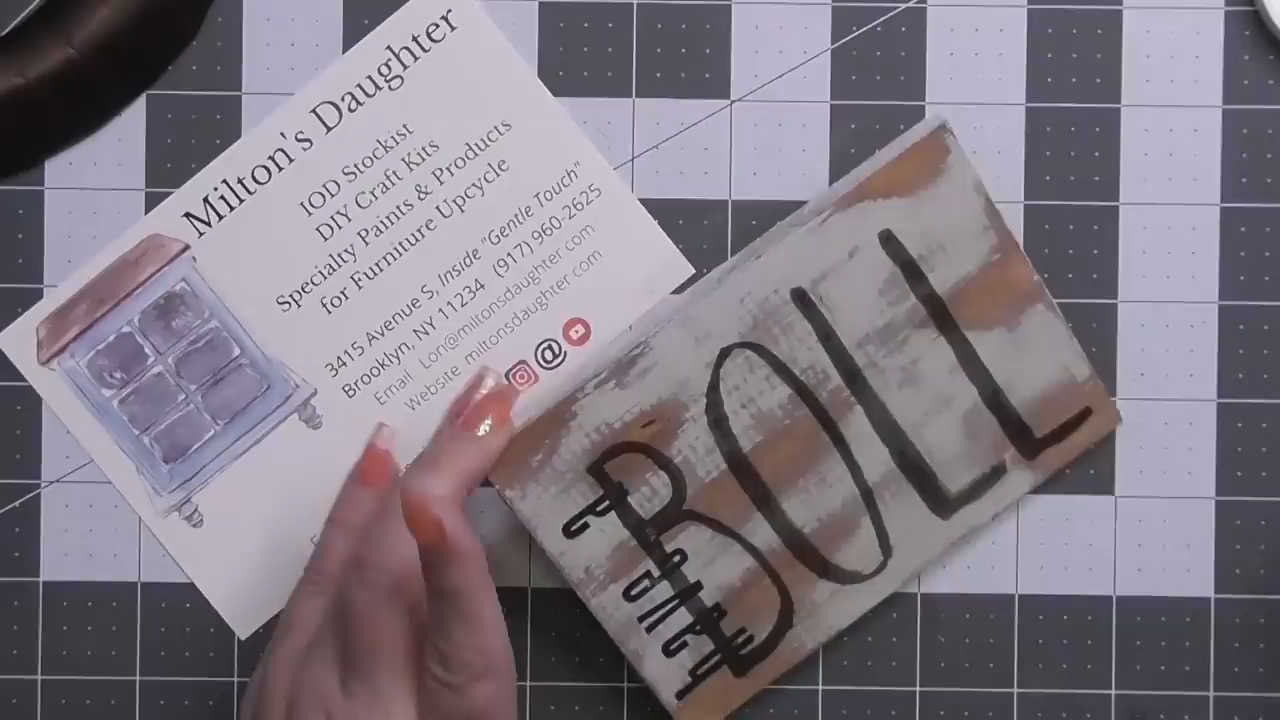 Milton's Daughter
IOD Stockist
DIY Craft Kits
Specialty Paints & Products
for Furniture Upcycle
3415 Avenue S, Inside "Gentle Touch"
Brooklyn, NY 11234 (917) 960-2625
Email Lori@miltonsdaughter.com
Website miltonsdaughter.com
@
ROLL